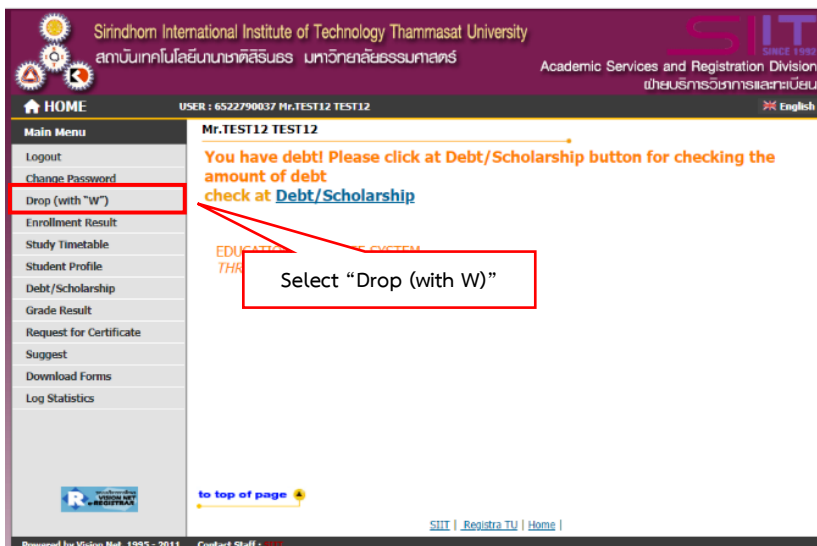 Sirindhorn International Institute of Technology Thammasat University
สถาบันเทคโนโลยีนานาชาติสิรินธร มหาวิทยาลัยธรรมศาสตร์
SIIT
SINCE 1992
Academic Services and Registration Division
ฝ่ายบริการวิชาการและทะเบียน
HOME
USER : 6522790037 Mr.TEST12 TEST12
English
Main Menu
Mr.TEST12 TEST12
Logout
Change Password
Drop (with "W")
Enrollment Result
Study Timetable
Student Profile
Debt/Scholarship
Grade Result
Request for Certificate
Suggest
Download Forms
Log Statistics
You have debt! Please click at Debt/Scholarship button for checking the
amount of debt
check at Debt/Scholarship
SYSTEM
Select “Drop (with W)”
VISION NET
REGISTRAR
to top of page
SIIT | Registra TU | Home |
Powered by Vision Net, 1995 - 2011 Contact Staff :